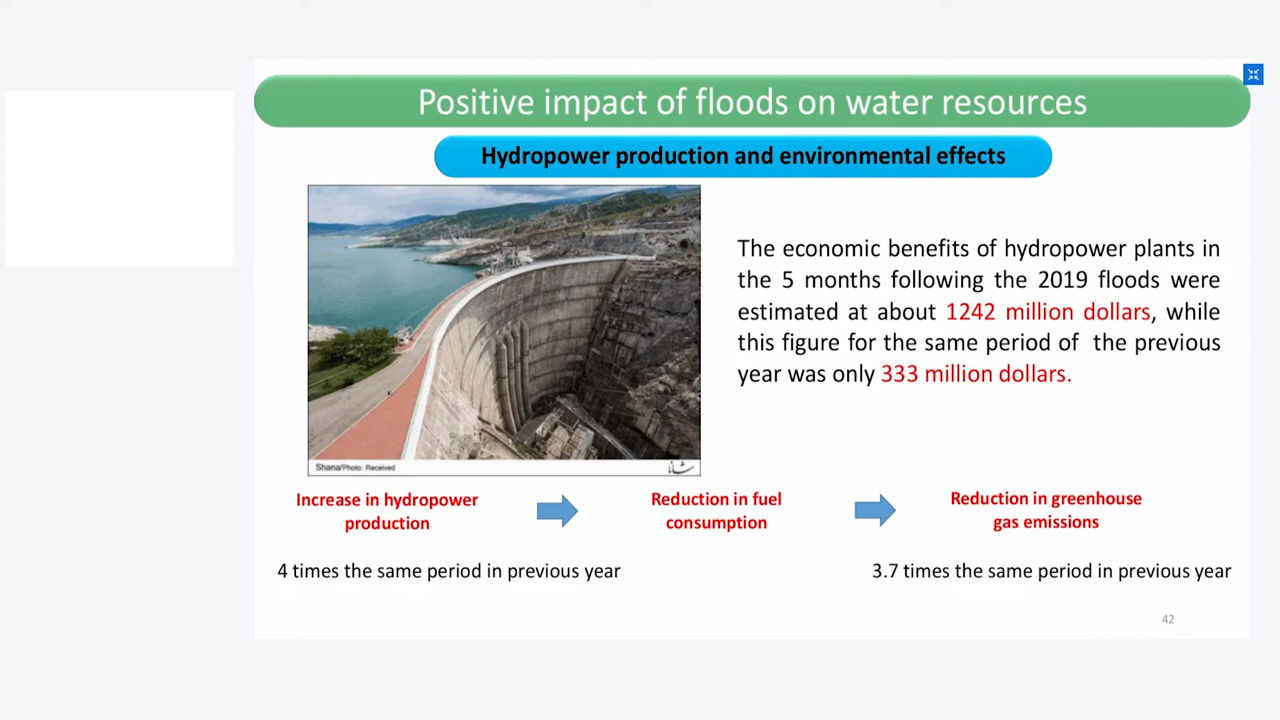 Positive impact of floods on water resources
Hydropower production and environmental effects
The economic benefits of hydropower plants in
the 5 months following the 2019 floods were
estimated at about 1242 million dollars, while
this figure for the same period of the previous
year was only 333 million dollars.
Shana/Photo: Received
شانا
Increase in hydropower
production
Reduction in fuel
consumption
Reduction in greenhouse
gas emissions
4 times the same period in previous year
3.7 times the same period in previous year
42